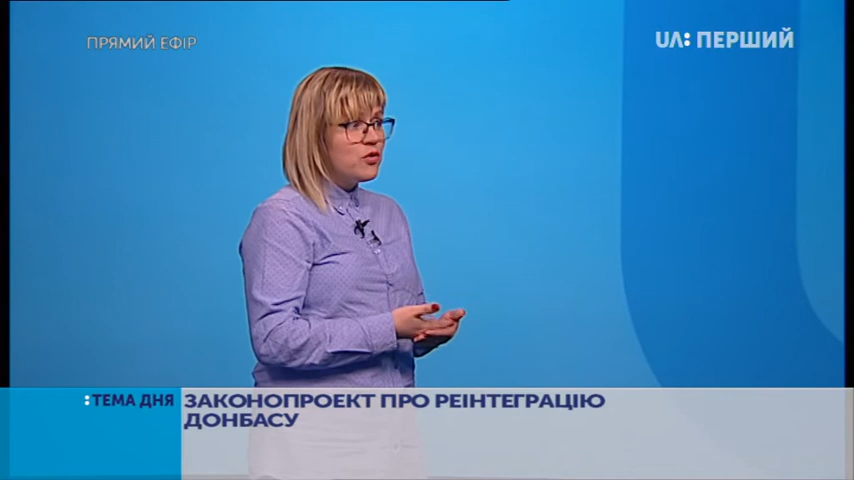 ПРЯМИЙ ЕФІР
UA: ПЕРШИЙ
:ТЕМА ДНЯ
ЗАКОНОПРОЕКТ ПРО РЕІНТЕГРАЦІЮ
ДОНБАСУ